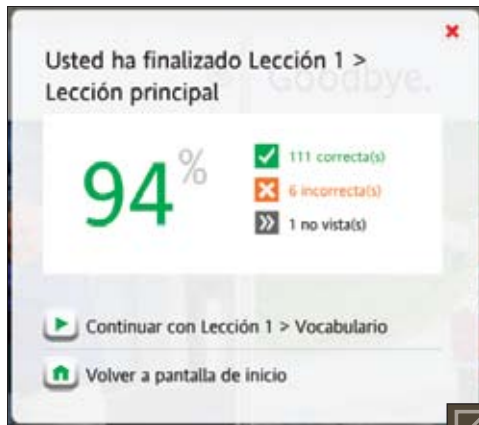 Usted ha finalizado Lección 1 >
Lección principal
Goodbye.
94%
111 correcta(s)
6 incorrecta(s)
1 no vista(s)
Continuar con Lección 1 > Vocabulario
Volver a pantalla de inicio